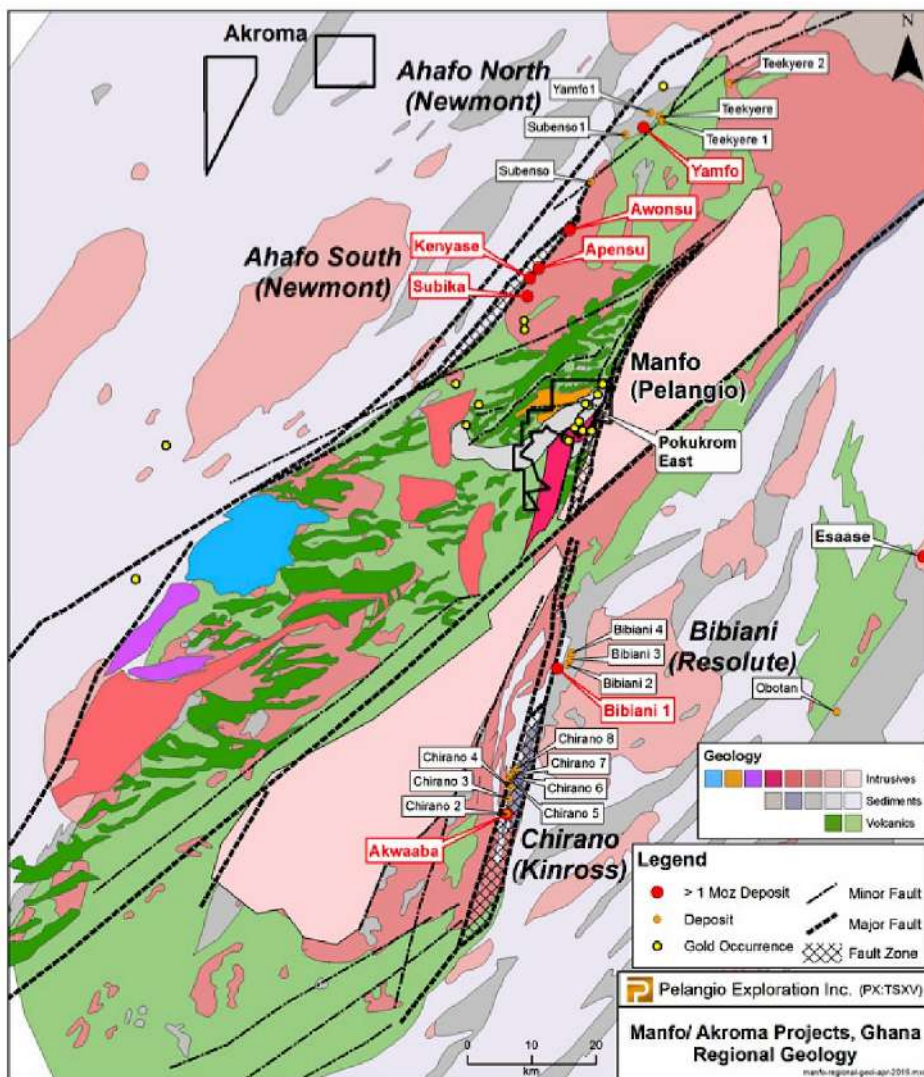 N
Akroma
Ahafo North
(Newmont)
Teekyere 2
Yamfo1
Teekyere
Subenso1
Teekyere 1
Subenso
Yamfo
Awonsu
Kenyase
Apensu
Ahafo South
(Newmont)
Subika
Manfo
(Pelangio)
Pokukrom
East
Esaase
Bibiani 4
Bibiani
(Resolute)
Bibiani 3
Bibiani 2
Obotan
Bibiani 1
Chirano 8
Chirano 4
Chirano 7
Chirano 3
Chirano 6
Chirano 2
Chirano 5
Akwaaba
Chirano
(Kinross)
Geology
Intrusives
Sediments
Volcanics
Legend
> 1 Moz Deposit
Minor Fault
Deposit
Major Fault
Gold Occurrence
Fault Zone
Pelangio Exploration Inc. (PX:TSXV)
Manfo/ Akroma Projects, Ghana
Regional Geology
0 10 20
km